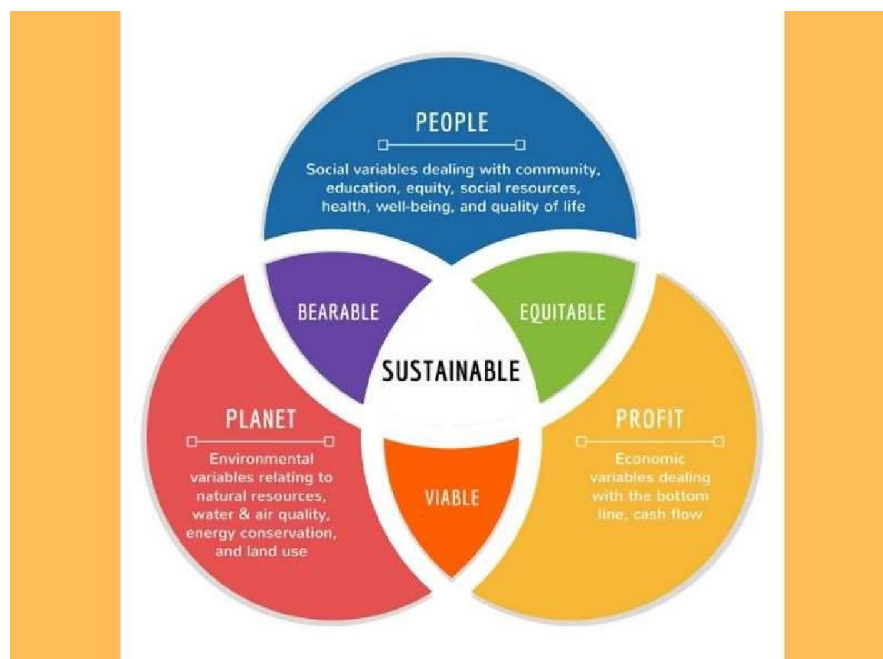 PEOPLE
Social variables dealing with community,
education, equity, social resources,
health, well-being, and quality of life
BEARABLE
EQUITABLE
SUSTAINABLE
PLANET
Environmental
variables relating to
natural resources,
water & air quality,
energy conservation,
and land use
VIABLE
PROFIT
Economic
variables dealing
with the bottom
line, cash flow